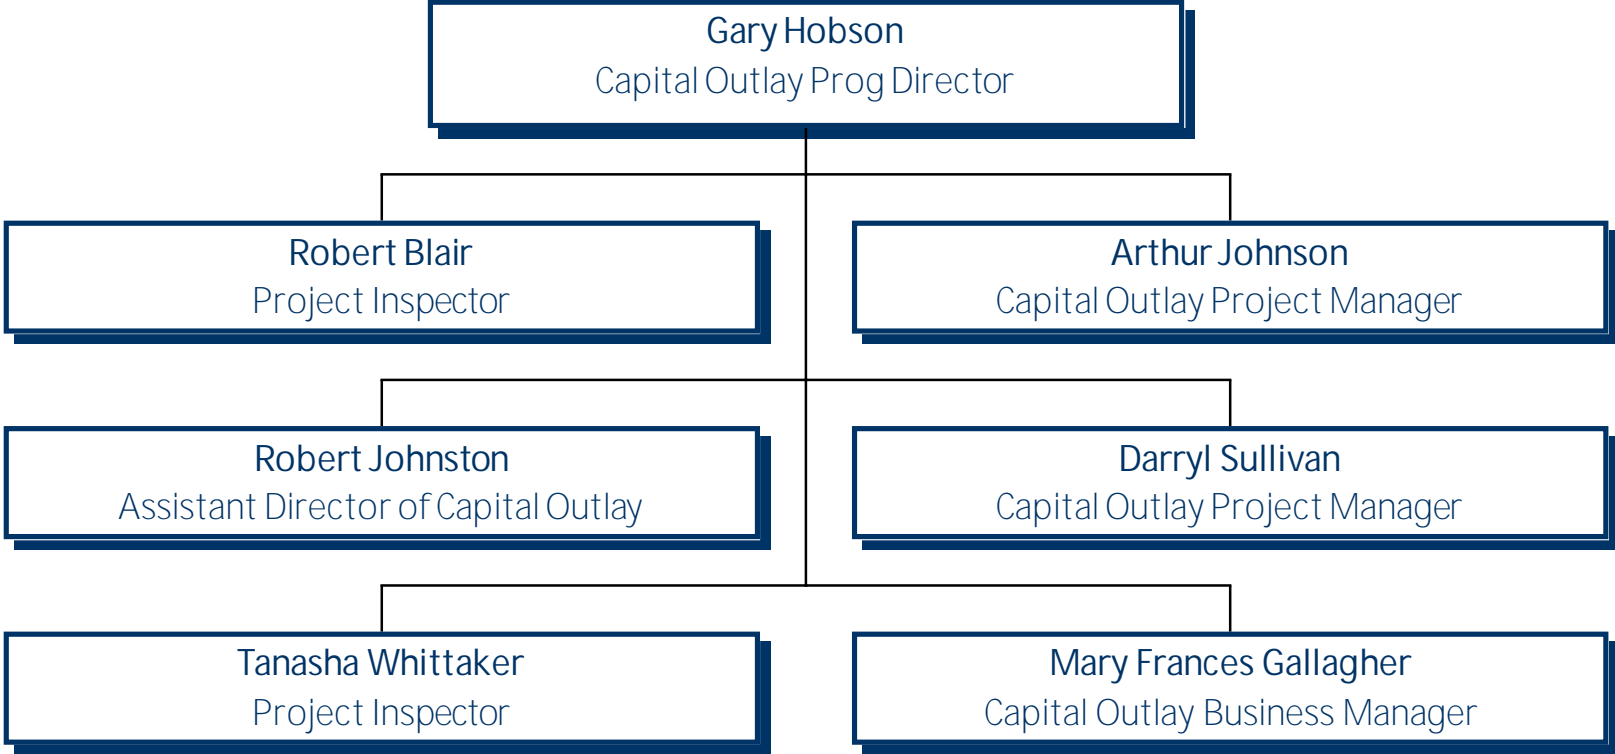 Gary Hobson
Capital Outlay Prog Director
Robert Blair
Project Inspector
Arthur Johnson
Capital Outlay Project Manager
Robert Johnston
Assistant Director of Capital Outlay
Darryl Sullivan
Capital Outlay Project Manager
Tanasha Whittaker
Project Inspector
Mary Frances Gallagher
Capital Outlay Business Manager